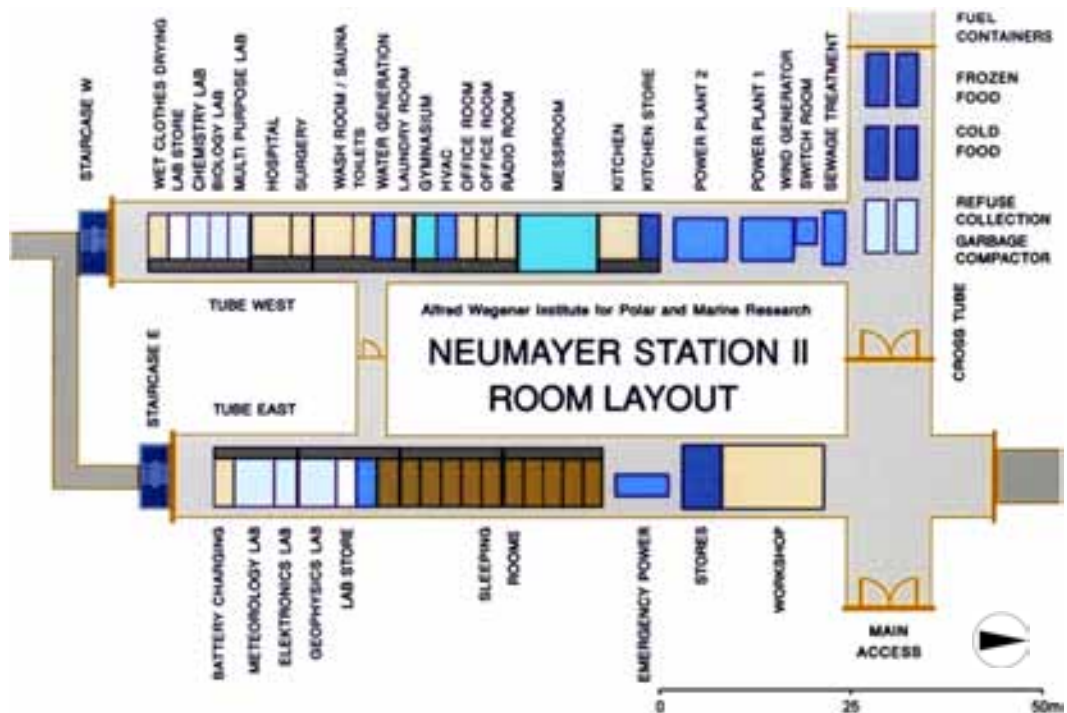 FUEL
CONTAINERS
STAIRCASE W
WET CLOTHES DRYING
LAB STORE
CHEMISTRY LAB
BIOLOGY LAB
MULTI PURPOSE LAB
HOSPITAL
SURGERY
WASH ROOM / SAUNA
TOILETS
WATER GENERATION
LAUNDRY ROOM
GYMNASIUM
HVAC
OFFICE ROOM
OFFICE ROOM
RADIO ROOM
MESSROOM
KITCHEN
KITCHEN STORE
POWER PLANT 2
POWER PLANT 1
WIND GENERATOR
SWITCH ROOM
SEWAGE TREATMENT
FROZEN
FOOD
COLD
FOOD
REFUSE
COLLECTION
GARBAGE
COMPACTOR
TUBE WEST
Alfred Wegener Institute for Polar and Marine Research
NEUMAYER STATION II
ROOM LAYOUT
CROSS TUBE
STAIRCASE E
TUBE EAST
BATTERY CHARGING
METEOROLOGY LAB
ELEKTRONICS LAB
GEOPHYSICS LAB
LAB STORE
SLEEPING
ROOMS
EMERGENCY POWER
STORES
WORKSHOP
MAIN
ACCESS
0 25 50m